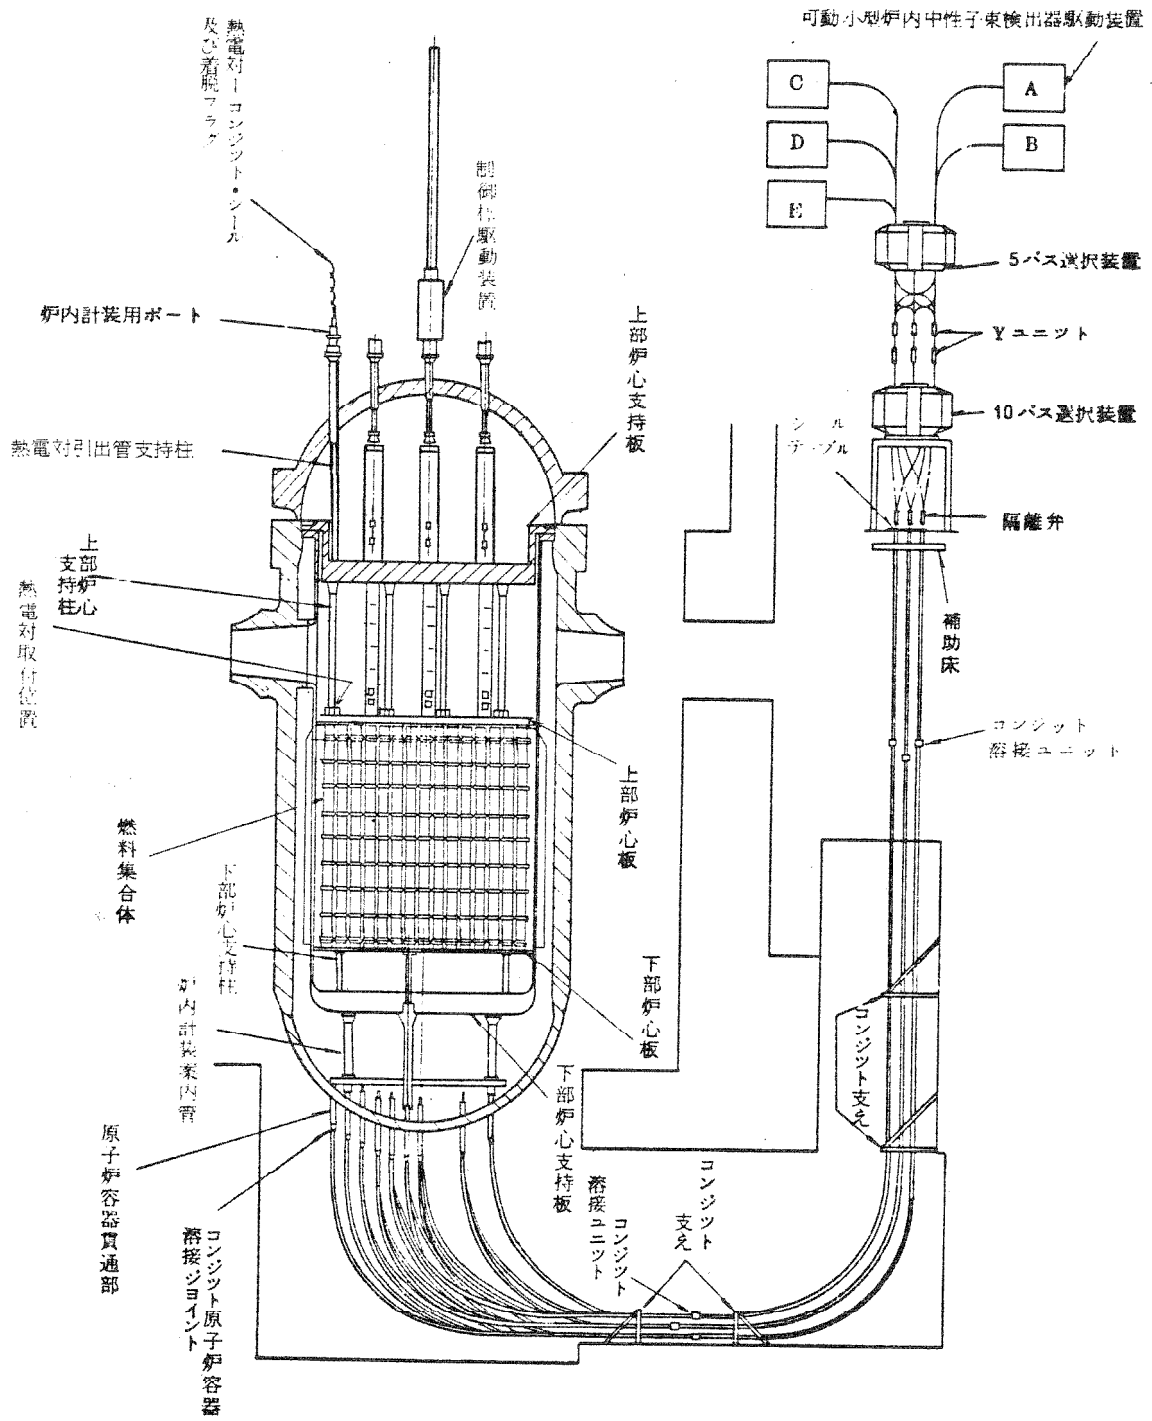 可動小型炉内中性子束検出器駆動装置
熱電対ーコンジット・シール
及び着脱プラグ
C
A
D
B
E
制御棒駆動装置
5パス選択装置
炉内計装用ポート
上部炉心支持板
Yユニット
10パス選択装置
シール
テーブル
熱電対引出管支持柱
隔離弁
上部炉心
支持柱
熱電対取付位置
補助床
コンジット
溶接ユニット
上部炉心板
燃料集合体
下部炉心支持柱
下部炉心板
炉内計装案内管
コンジット支え
下部炉心支持板
原子炉容器貫通部
コンジット
支え
コンジット
溶接ユニット
コンジット原子炉容器
溶接ジョイント